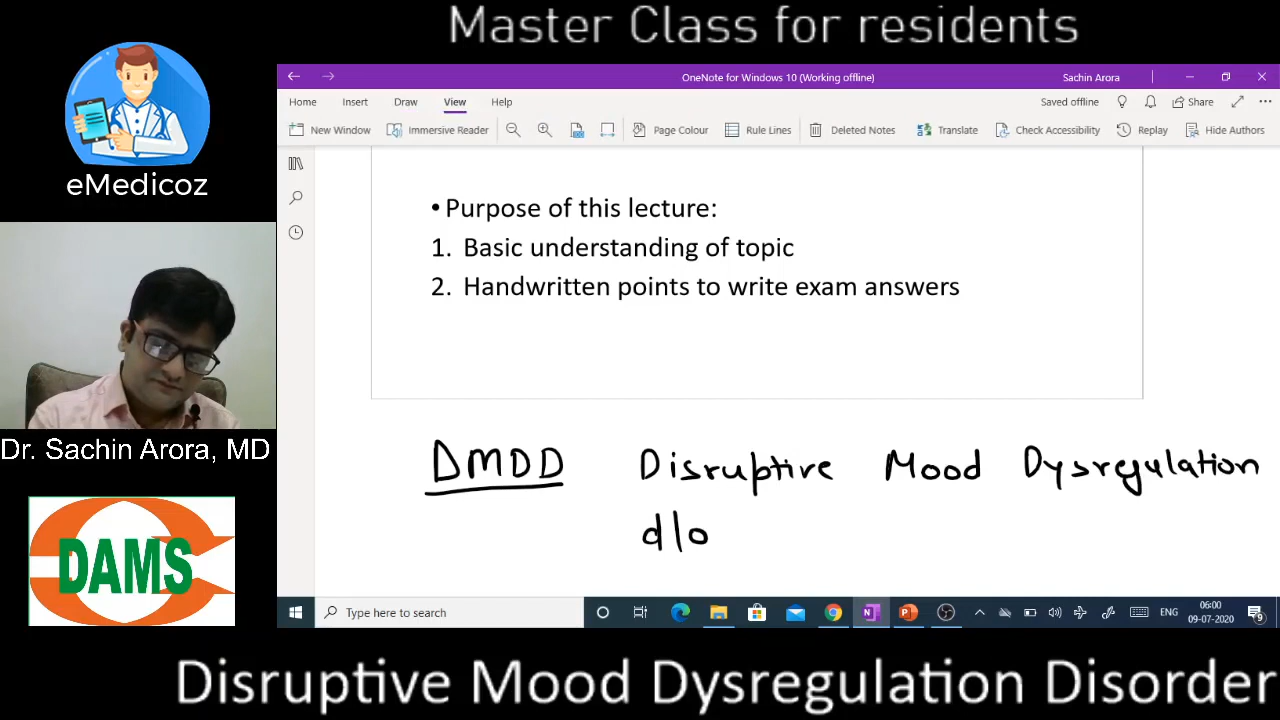 Master Class for residents
eMedicoz
OneNote for Windows 10 (Working offline)
Sachin Arora
Home Insert Draw View Help
Saved offline
Share
New Window
Immersive Reader
Page Colour
Rule Lines
Deleted Notes
Translate
Check Accessibility
Replay
Hide Authors
• Purpose of this lecture:
1. Basic understanding of topic
2. Handwritten points to write exam answers
DMDD Disruptive Mood Dysregulation
d/o
Dr. Sachin Arora, MD
DAMS
Type here to search
ENG
06:00
09-07-2020
9
Disruptive Mood Dysregulation Disorder